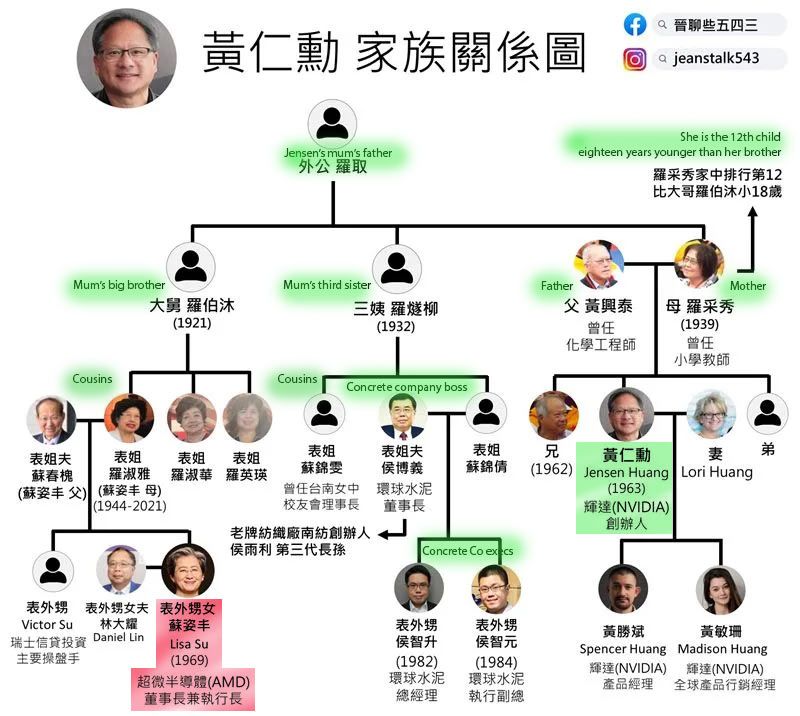 黃仁勳 家族關係圖
晉聊些五四三
jeanstalk543
Jensen's mum's father
外公 羅取
She is the 12th child
eighteen years younger than her brother
羅采秀家中排行第12
比大哥羅伯沐小18歲
Mum's big brother
大舅 羅伯沐
(1921)
Mum's third sister
三姨 羅燧柳
(1932)
Father
父 黃興泰
曾任
化學工程師
Mother
母 羅采秀
(1939)
曾任
小學教師
Cousins
表姐夫
蘇春槐
(蘇姿丰 父)
表姐
羅淑雅
(蘇姿丰 母)
(1944-2021)
表姐
羅淑華
表姐
羅英瑛
Cousins
表姐
蘇錦雯
曾任台南女中
校友會理事長
Concrete company boss
表姐夫
侯博義
環球水泥
董事長
表姐
蘇錦倩
老牌紡織廠南紡創辦人
侯雨利 第三代長孫
兄
(1962)
黃仁勳
Jensen Huang
(1963)
輝達(NVIDIA)
創辦人
妻
Lori Huang
弟
表外甥
Victor Su
瑞士信貸投資
主要操盤手
表外甥女夫
林大耀
Daniel Lin
表外甥女
蘇姿丰
Lisa Su
(1969)
超微半導體(AMD)
董事長兼執行長
Concrete Co execs
表外甥
侯智升
(1982)
環球水泥
總經理
表外甥
侯智元
(1984)
環球水泥
執行副總
黃勝斌
Spencer Huang
輝達(NVIDIA)
產品經理
黃敏珊
Madison Huang
輝達(NVIDIA)
全球產品行銷經理